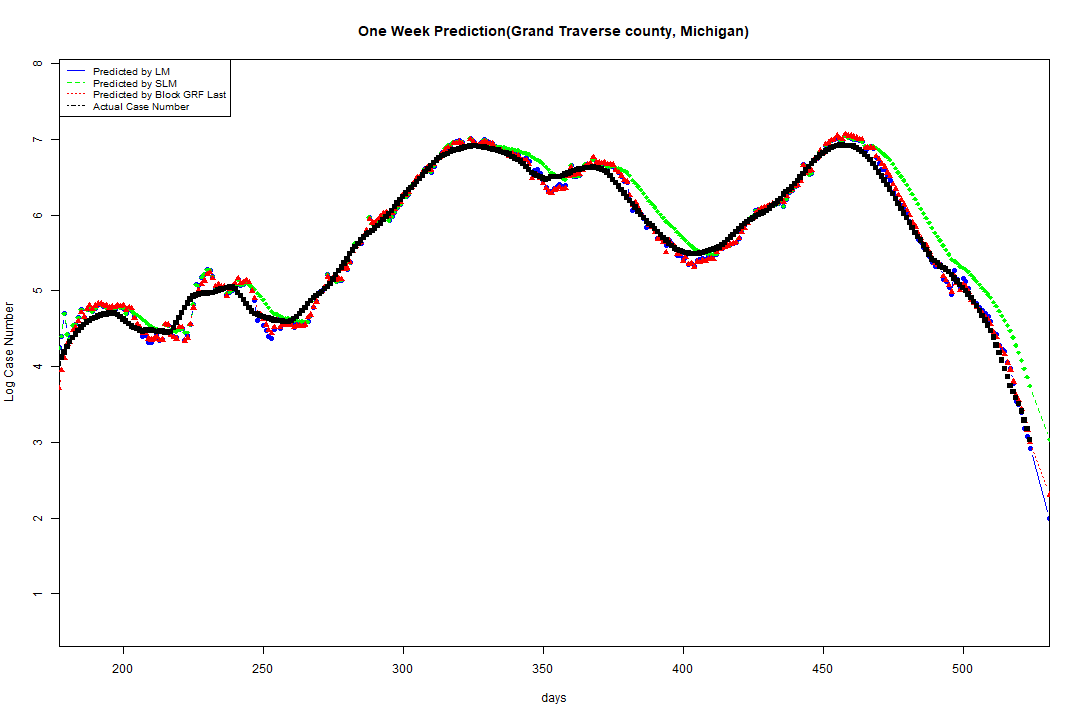 One Week Prediction(Grand Traverse county, Michigan)
Predicted by LM
Predicted by SLM
Predicted by Block GRF Last
Actual Case Number
8
7
6
5
4
3
2
1
Log Case Number
200 250 300 350 400 450 500
days